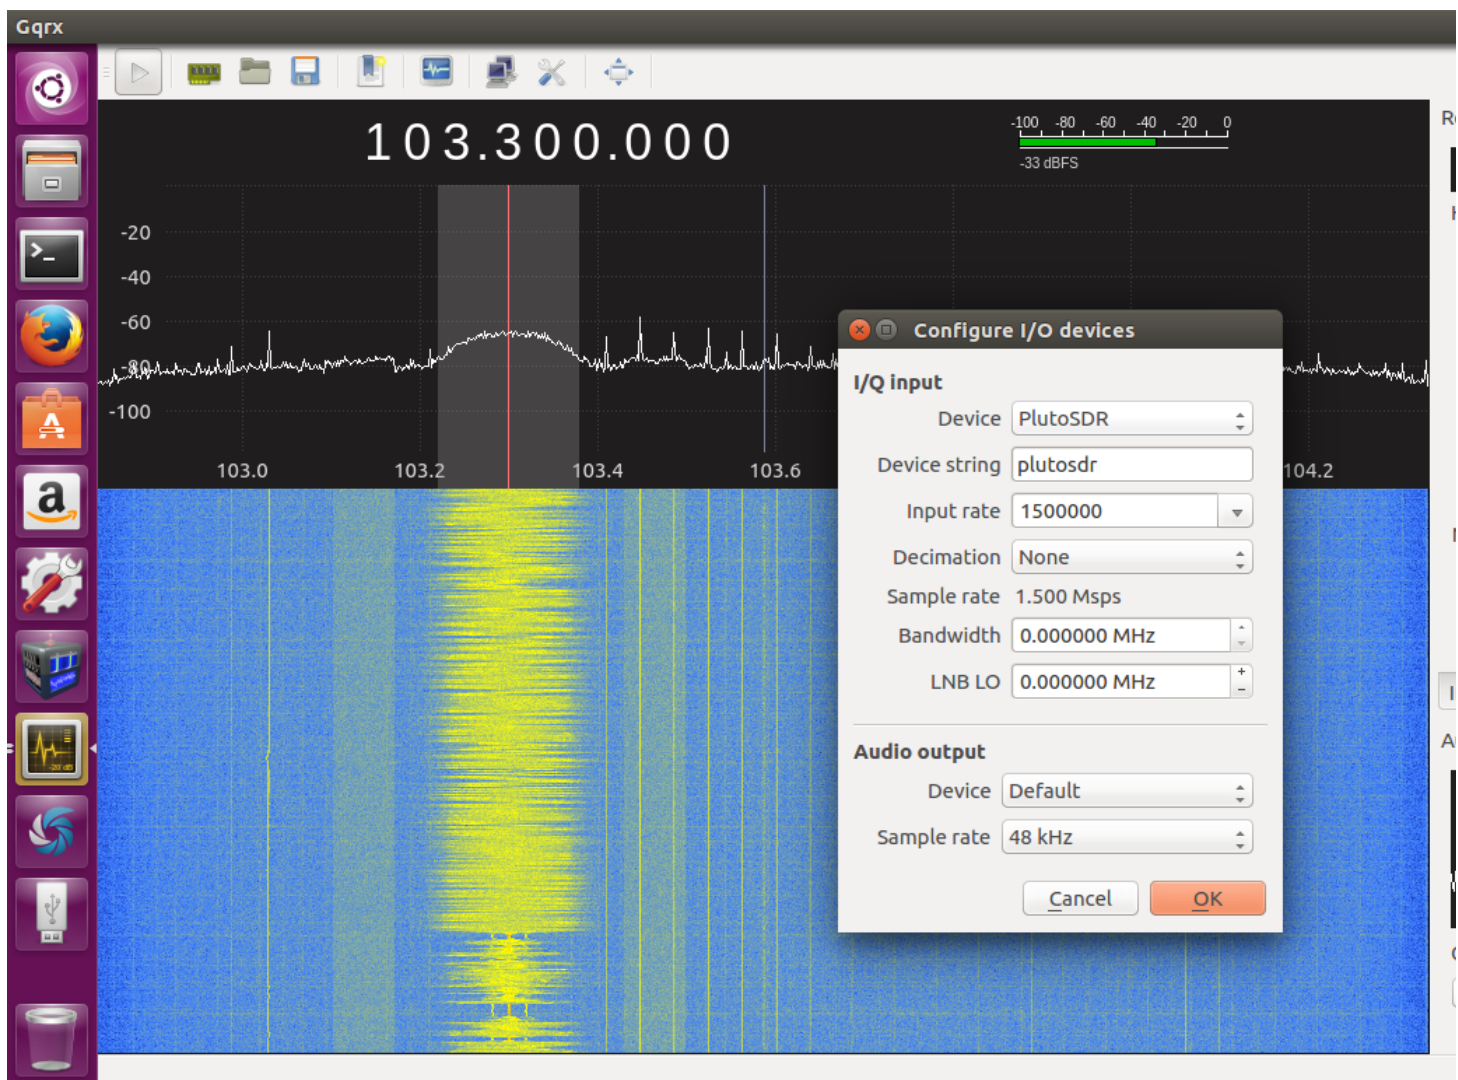 Gqrx
103.300.000
-100 -80 -60 -40 -20 0
-33 dBFS
-20
-40
-60
-80
-100
103.0 103.2 103.4 103.6 104.2
Configure I/O devices
I/Q input
Device PlutoSDR
Device string plutosdr
Input rate 1500000
Decimation None
Sample rate 1.500 Msps
Bandwidth 0.000000 MHz
LNB LO 0.000000 MHz
Audio output
Device Default
Sample rate 48 kHz
Cancel OK